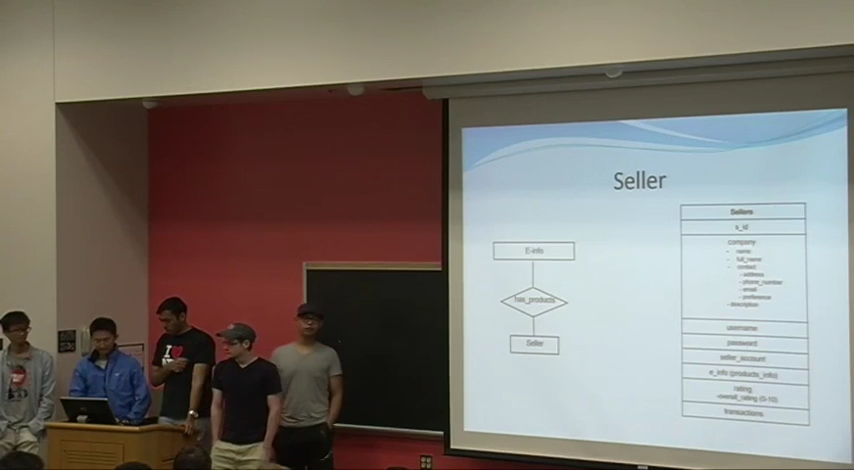 Seller
E-info
has_products
Seller
Sellers
s_id
company
- name
- full_name
- contact
- address
- phone_number
- email
- preference
- description
username
password
seller_account
e_info (products_info)
rating
-overall_rating (0-10)
transactions
I ♥